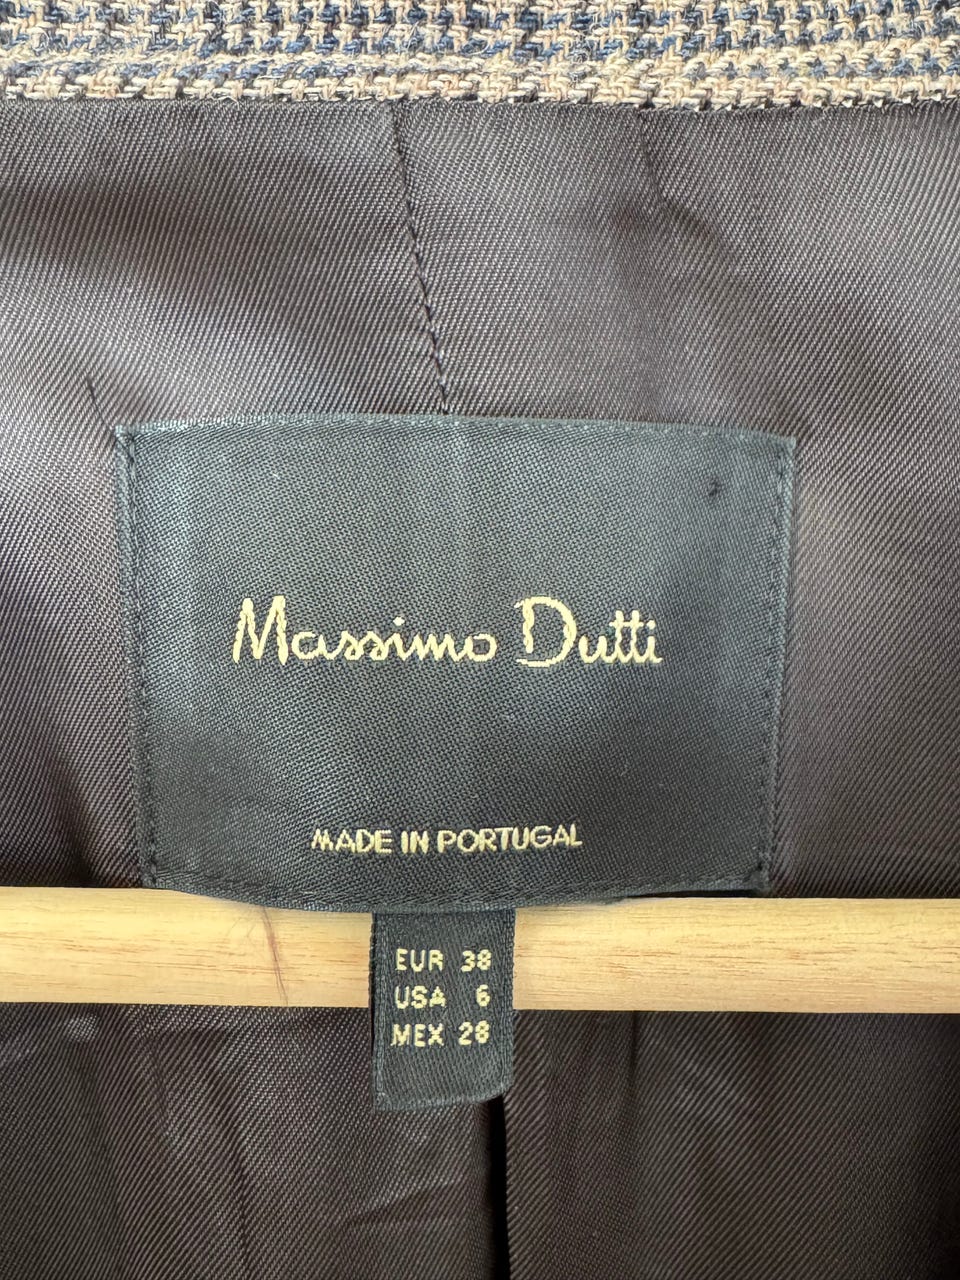 Massimo Dutti
MADE IN PORTUGAL
EUR 38
USA 6
MEX 28